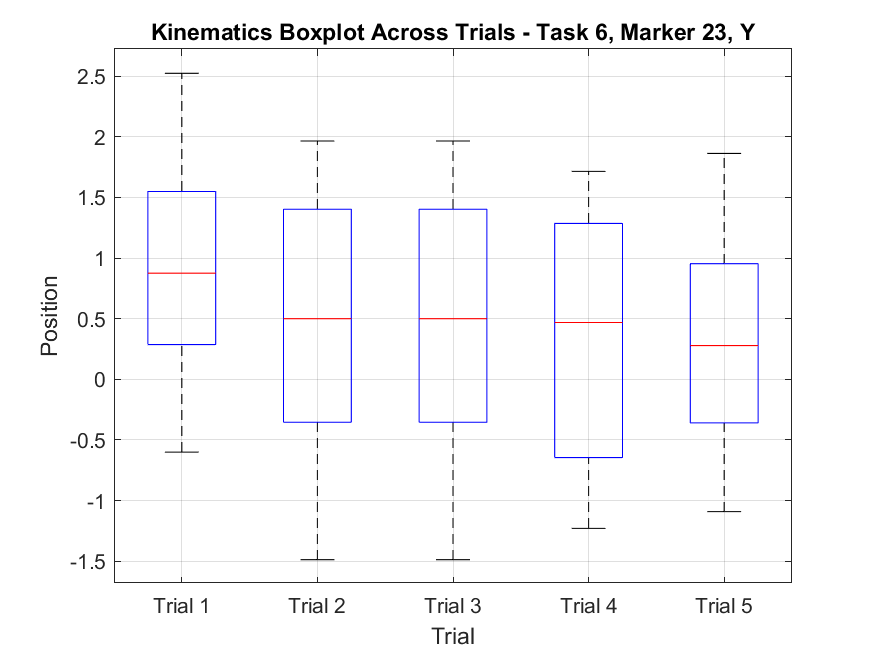 Kinematics Boxplot Across Trials - Task 6, Marker 23, Y
2.5
2
1.5
1
0.5
0
-0.5
-1
-1.5
Position
Trial 1 Trial 2 Trial 3 Trial 4 Trial 5
Trial